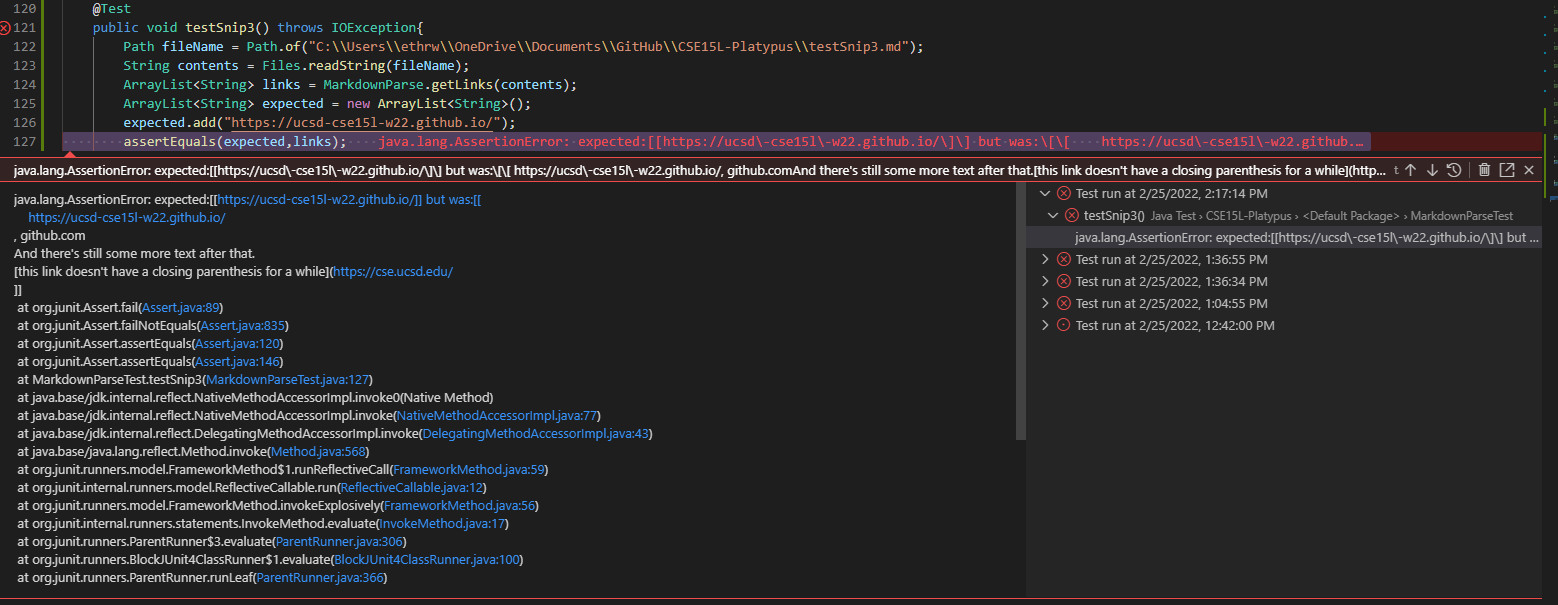 120 @Test
121 public void testSnip3() throws IOException{
122 Path fileName = Path.of("C:\\Users\\ethrw\\OneDrive\\Documents\\GitHub\\CSE15L-Platypus\\testSnip3.md");
123 String contents = Files.readString(fileName);
124 ArrayList<String> links = MarkdownParse.getLinks(contents);
125 ArrayList<String> expected = new ArrayList<String>();
126 expected.add("https://ucsd-cse15l-w22.github.io/");
127 assertEquals(expected,links); java.lang.AssertionError: expected:[[https://ucsd\-cse15l\-w22.github.io/\]\] but was:\[\[ https://ucsd\-cse15l\-w22.github.…
java.lang.AssertionError: expected:[[https://ucsd\-cse15l\-w22.github.io/\]\] but was:\[\[ https://ucsd-cse15l-w22.github.io/, github.comAnd there's still some more text after that.[this link doesn't have a closing parenthesis for a while](http... t
java.lang.AssertionError: expected:[[https://ucsd\-cse15l\-w22.github.io/]] but was:[[
https://ucsd-cse15l-w22.github.io/
, github.com
And there's still some more text after that.
[this link doesn't have a closing parenthesis for a while](https://cse.ucsd.edu/
]]
at org.junit.Assert.fail(Assert.java:89)
at org.junit.Assert.failNotEquals(Assert.java:835)
at org.junit.Assert.assertEquals(Assert.java:120)
at org.junit.Assert.assertEquals(Assert.java:146)
at MarkdownParseTest.testSnip3(MarkdownParseTest.java:127)
at java.base/jdk.internal.reflect.NativeMethodAccessorImpl.invoke0(Native Method)
at java.base/jdk.internal.reflect.NativeMethodAccessorImpl.invoke(NativeMethodAccessorImpl.java:77)
at java.base/jdk.internal.reflect.DelegatingMethodAccessorImpl.invoke(DelegatingMethodAccessorImpl.java:43)
at java.base/java.lang.reflect.Method.invoke(Method.java:568)
at org.junit.runners.model.FrameworkMethod$1.runReflectiveCall(FrameworkMethod.java:59)
at org.junit.internal.runners.model.ReflectiveCallable.run(ReflectiveCallable.java:12)
at org.junit.runners.model.FrameworkMethod.invokeExplosively(FrameworkMethod.java:56)
at org.junit.internal.runners.statements.InvokeMethod.evaluate(InvokeMethod.java:17)
at org.junit.runners.ParentRunner$3.evaluate(ParentRunner.java:306)
at org.junit.runners.BlockJUnit4ClassRunner$1.evaluate(BlockJUnit4ClassRunner.java:100)
at org.junit.runners.ParentRunner.runLeaf(ParentRunner.java:366)
Test run at 2/25/2022, 2:17:14 PM
testSnip3() Java Test › CSE15L-Platypus › <Default Package> › MarkdownParseTest
java.lang.AssertionError: expected:[[https://ucsd\-cse15l\-w22.github.io/\]\] but ...
Test run at 2/25/2022, 1:36:55 PM
Test run at 2/25/2022, 1:36:34 PM
Test run at 2/25/2022, 1:04:55 PM
Test run at 2/25/2022, 12:42:00 PM